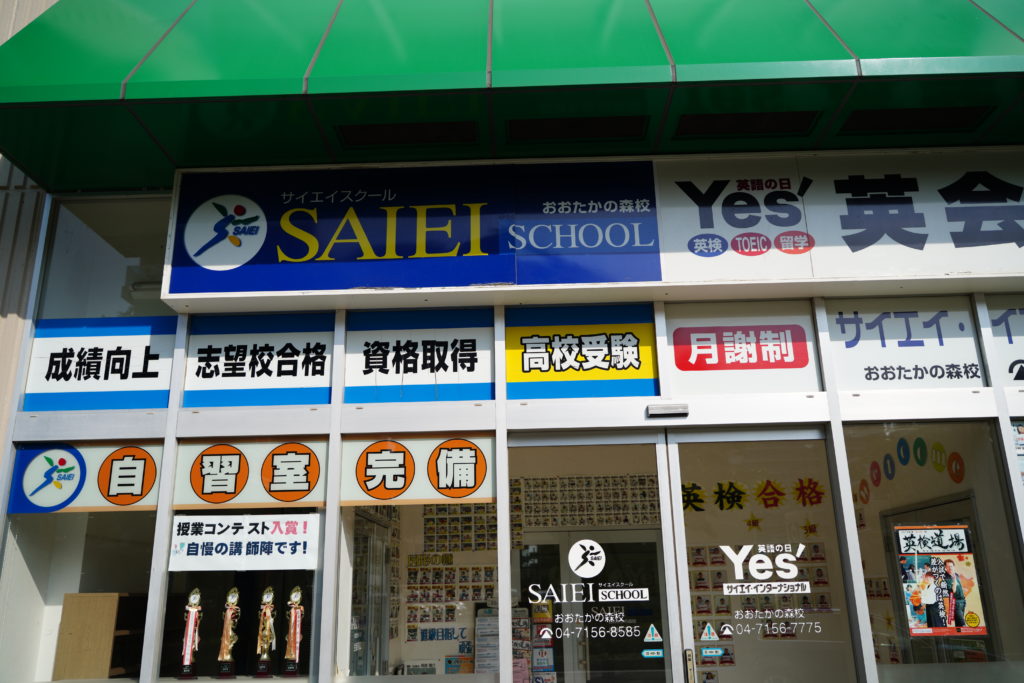 サイエイスクール
SAIEI
SAIEI
おおたかの森校
SCHOOL
英語の日
Yes'
英検
TOEIC
留学
英会
成績向上
志望校合格
資格取得
高校受験
月謝制
サイエイ・イ
おおたかの森校
SAIEI
自習室完備
授業コンテスト入賞！
自慢の講師陣です！
英検合格
英検道場
SAIEI
サイエイスクール
SAIEI SCHOOL
おおたかの森校
04-7156-8585
英語の日
Yes'
サイエイ・インターナショナル
おおたかの森校
04-7156-7775